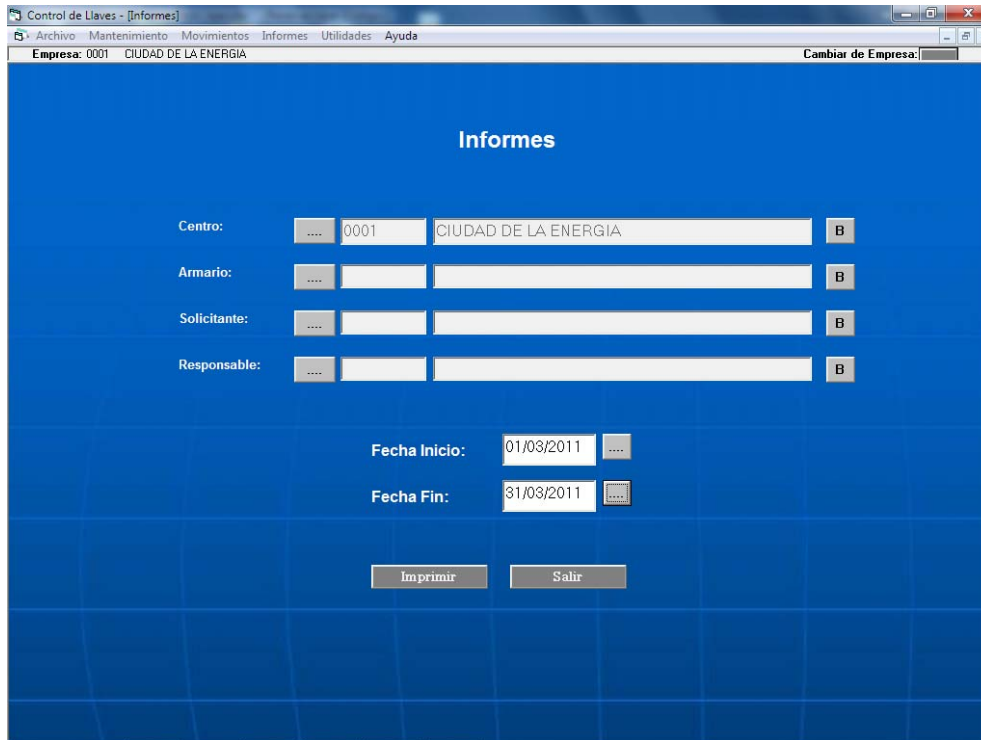 Control de Llaves - [Informes]
Archivo Mantenimiento Movimientos Informes Utilidades Ayuda
Empresa: 0001 CIUDAD DE LA ENERGIA Cambiar de Empresa:
Informes
Centro: .... 0001 CIUDAD DE LA ENERGIA B
Armario: .... B
Solicitante: .... B
Responsable: .... B
Fecha Inicio: 01/03/2011 ....
Fecha Fin: 31/03/2011 ....
Imprimir Salir